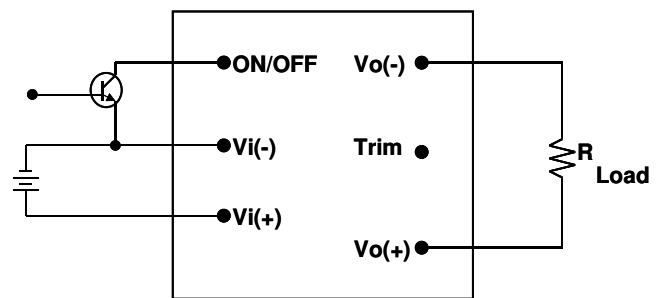 ON/OFF
Vo(-)
Vi(-)
Trim
R
Load
Vi(+)
Vo(+)